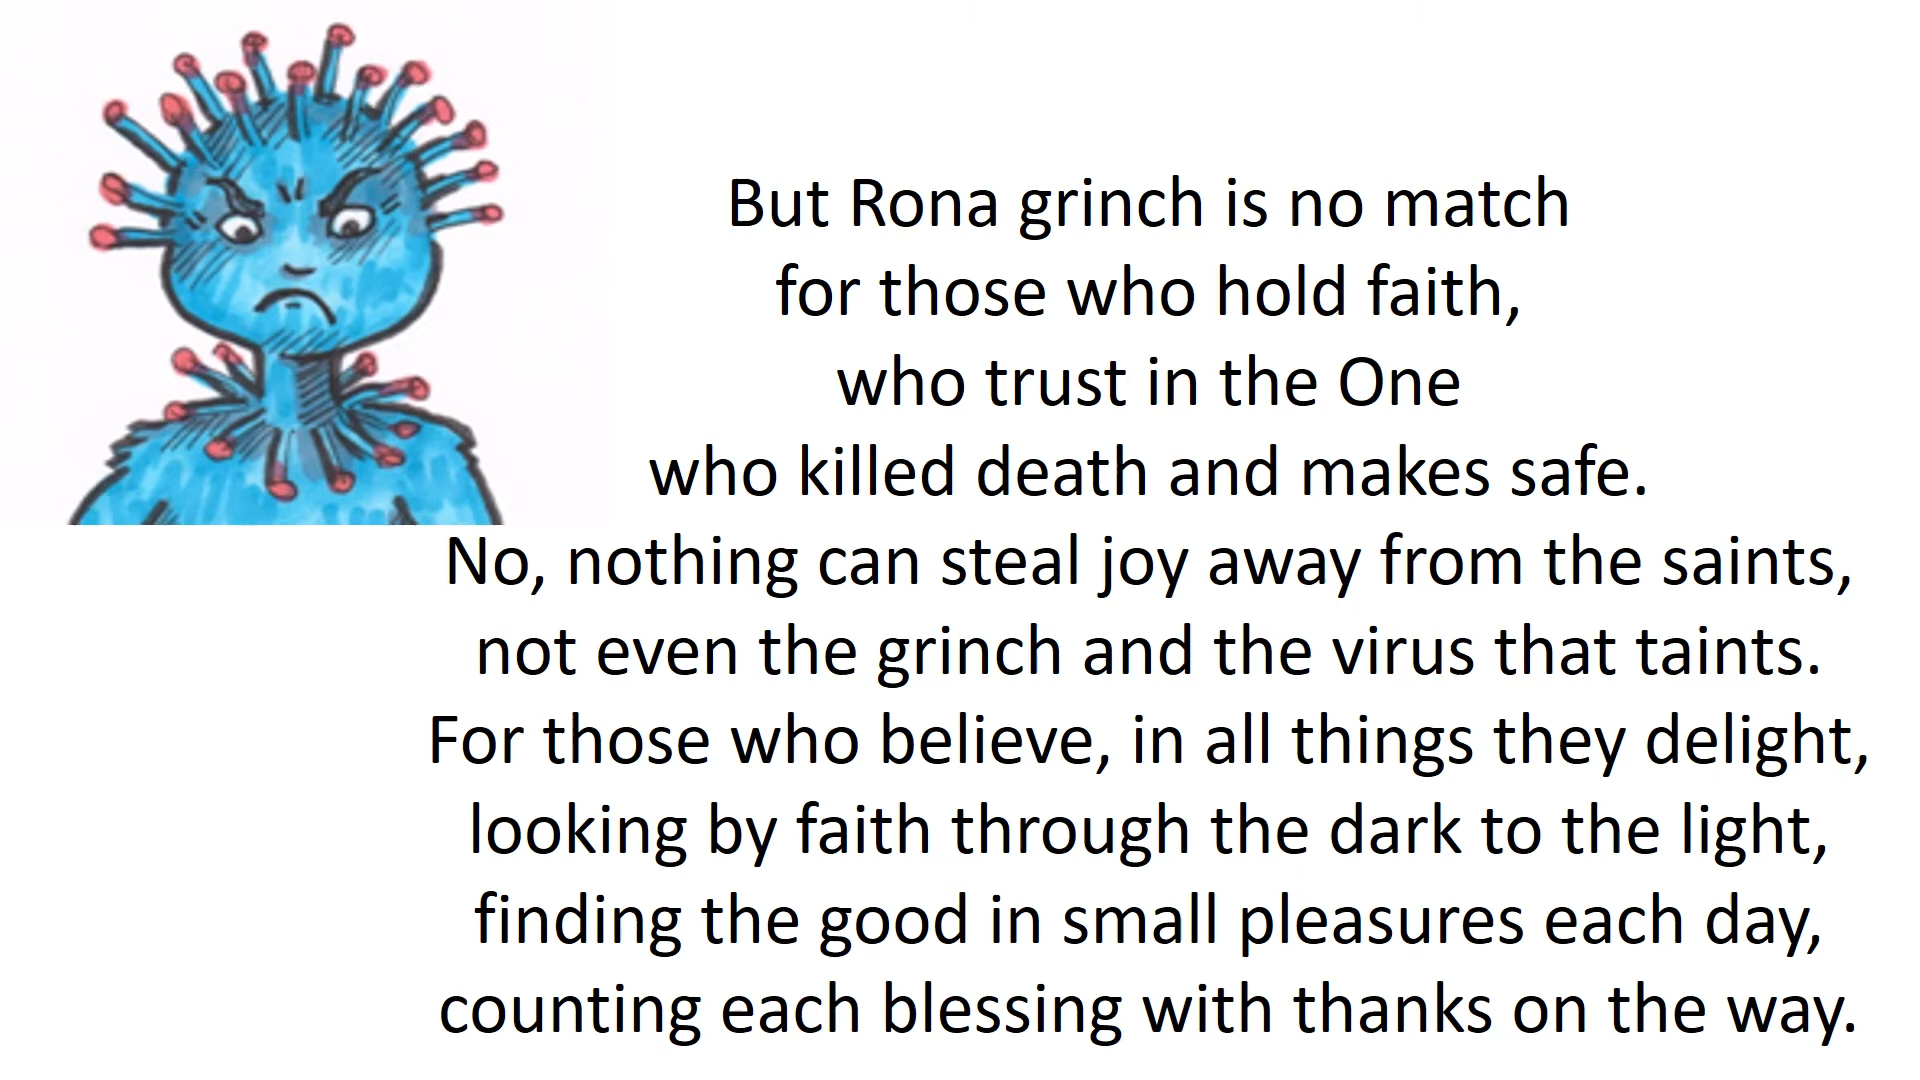 But Rona grinch is no match
for those who hold faith,
who trust in the One
who killed death and makes safe.
No, nothing can steal joy away from the saints,
not even the grinch and the virus that taints.
For those who believe, in all things they delight,
looking by faith through the dark to the light,
finding the good in small pleasures each day,
counting each blessing with thanks on the way.